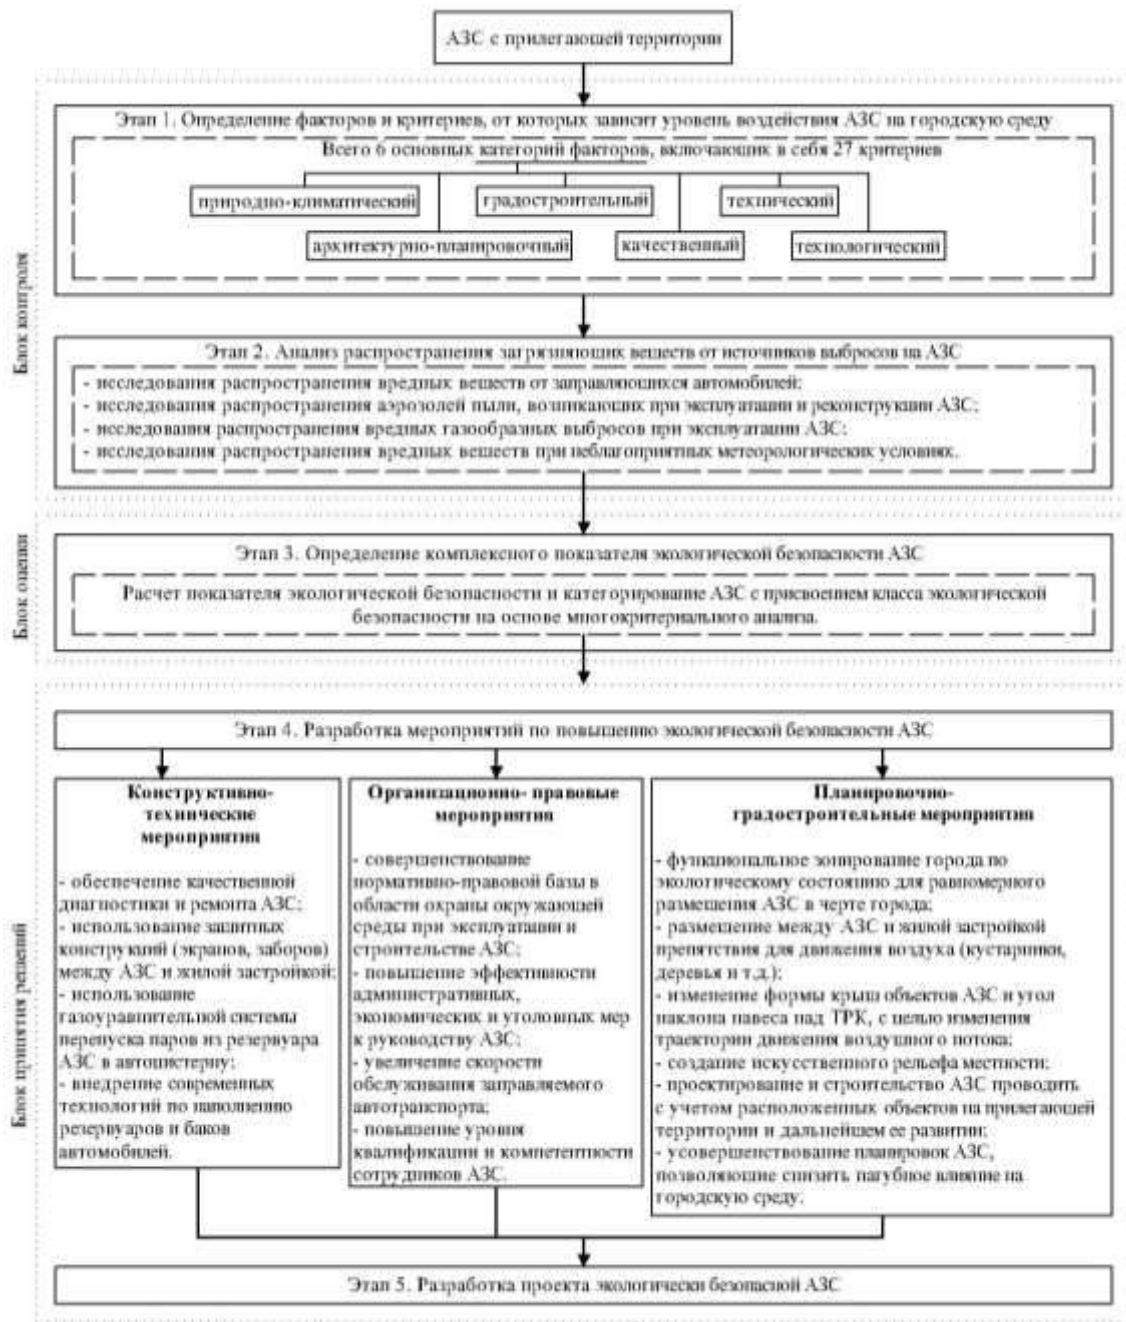 АЗС с прилегающей территории
Этап 1. Определение факторов и критериев, от которых зависит уровень воздействия АЗС на городскую среду
Всего 6 основных категорий факторов, включающих в себя 27 критериев
природно-климатический
градостроительный
технический
архитектурно-планировочный
качественный
технологический
Блок контроля
Этап 2. Анализ распространения загрязняющих веществ от источников выбросов на АЗС
- исследования распространения вредных веществ от заправляющихся автомобилей;
- исследования распространения аэрозолей пыли, возникающих при эксплуатации и реконструкции АЗС;
- исследования распространения вредных газообразных выбросов при эксплуатации АЗС;
- исследования распространения вредных веществ при неблагоприятных метеорологических условиях.
Блок оценки
Этап 3. Определение комплексного показателя экологической безопасности АЗС
Расчет показателя экологической безопасности и категорирование АЗС с присвоением класса экологической
безопасности на основе многокритериального анализа.
Блок принятия решений
Этап 4. Разработка мероприятий по повышению экологической безопасности АЗС
Конструктивно-
технические
мероприятия
- обеспечение качественной
диагностики и ремонта АЗС;
- использование защитных
конструкций (экранов, заборов)
между АЗС и жилой застройкой;
- использование
газоуравнительной системы
перепуска паров из резервуара
АЗС в автоцистерну;
- внедрение современных
технологий по наполнению
резервуаров и баков
автомобилей.
Организационно- правовые
мероприятия
- совершенствование
нормативно-правовой базы в
области охраны окружающей
среды при эксплуатации и
строительстве АЗС;
- повышение эффективности
административных,
экономических и уголовных мер
к руководству АЗС;
- увеличение скорости
обслуживания заправляемого
автотранспорта;
- повышение уровня
квалификации и компетентности
сотрудников АЗС.
Планировочно-
градостроительные мероприятия
- функциональное зонирование города по
экологическому состоянию для равномерного
размещения АЗС в черте города;
- размещение между АЗС и жилой застройкой
препятствия для движения воздуха (кустарники,
деревья и т.д.);
- изменение формы крыш объектов АЗС и угол
наклона навеса над ТРК, с целью изменения
траектории движения воздушного потока;
- создание искусственного рельефа местности;
- проектирование и строительство АЗС проводить
с учетом расположенных объектов на прилегающей
территории и дальнейшем ее развитии;
- усовершенствование планировок АЗС,
позволяющие снизить пагубное влияние на
городскую среду.
Этап 5. Разработка проекта экологически безопасной АЗС